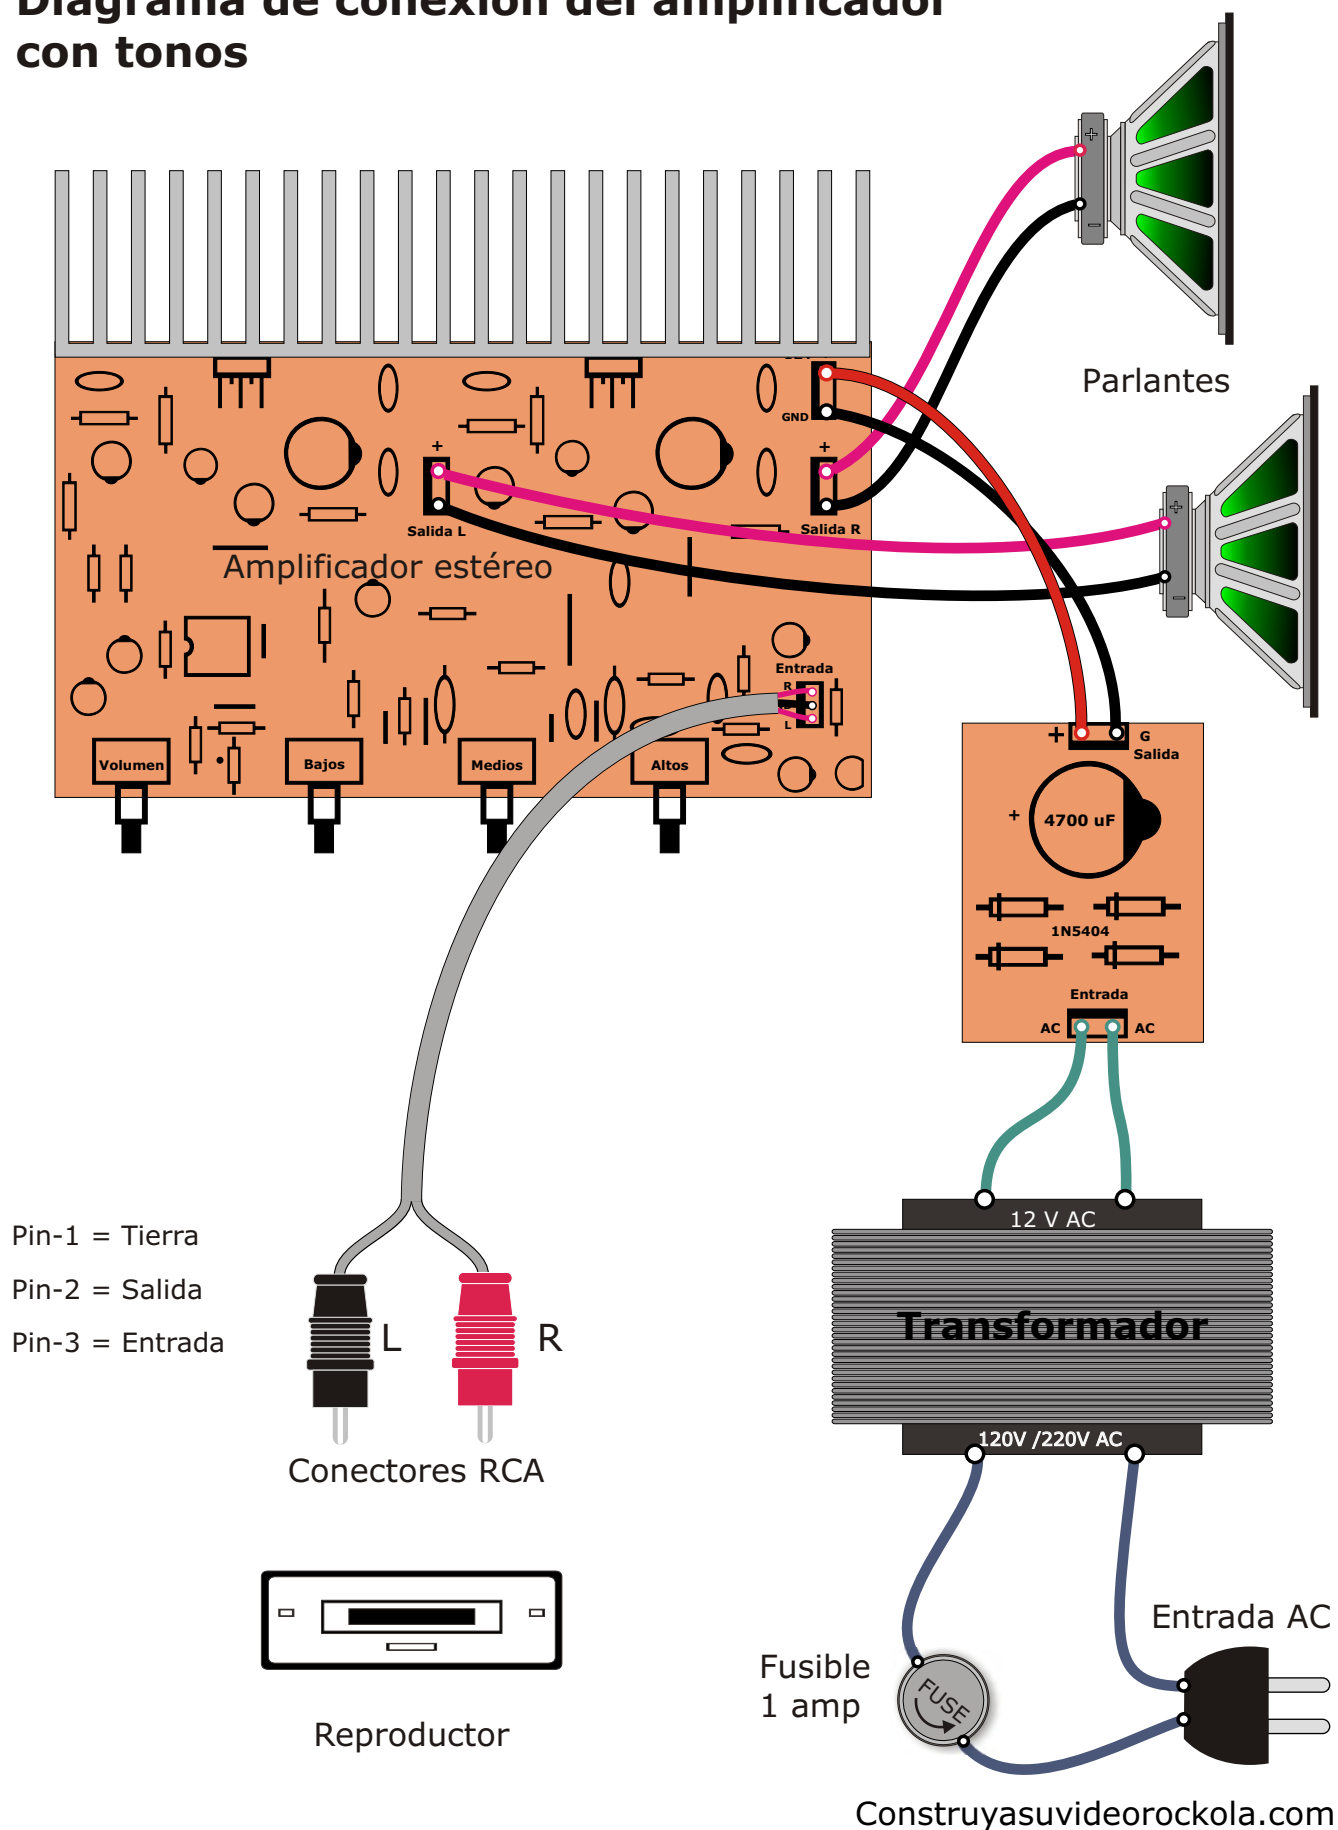 Diagrama de conexión del amplificador
con tonos
Parlantes
GND
+
+
Salida L
Salida R
Amplificador estéreo
+
-
+
-
Entrada
R
L
Volumen
Bajos
Medios
Altos
+
G
Salida
+
4700 uF
1N5404
Entrada
AC
AC
12 V AC
Transformador
120V /220V AC
Pin-1 = Tierra
Pin-2 = Salida
Pin-3 = Entrada
L
R
Conectores RCA
Reproductor
Entrada AC
Fusible
1 amp
FUSE
Construyasuvideorockola.com